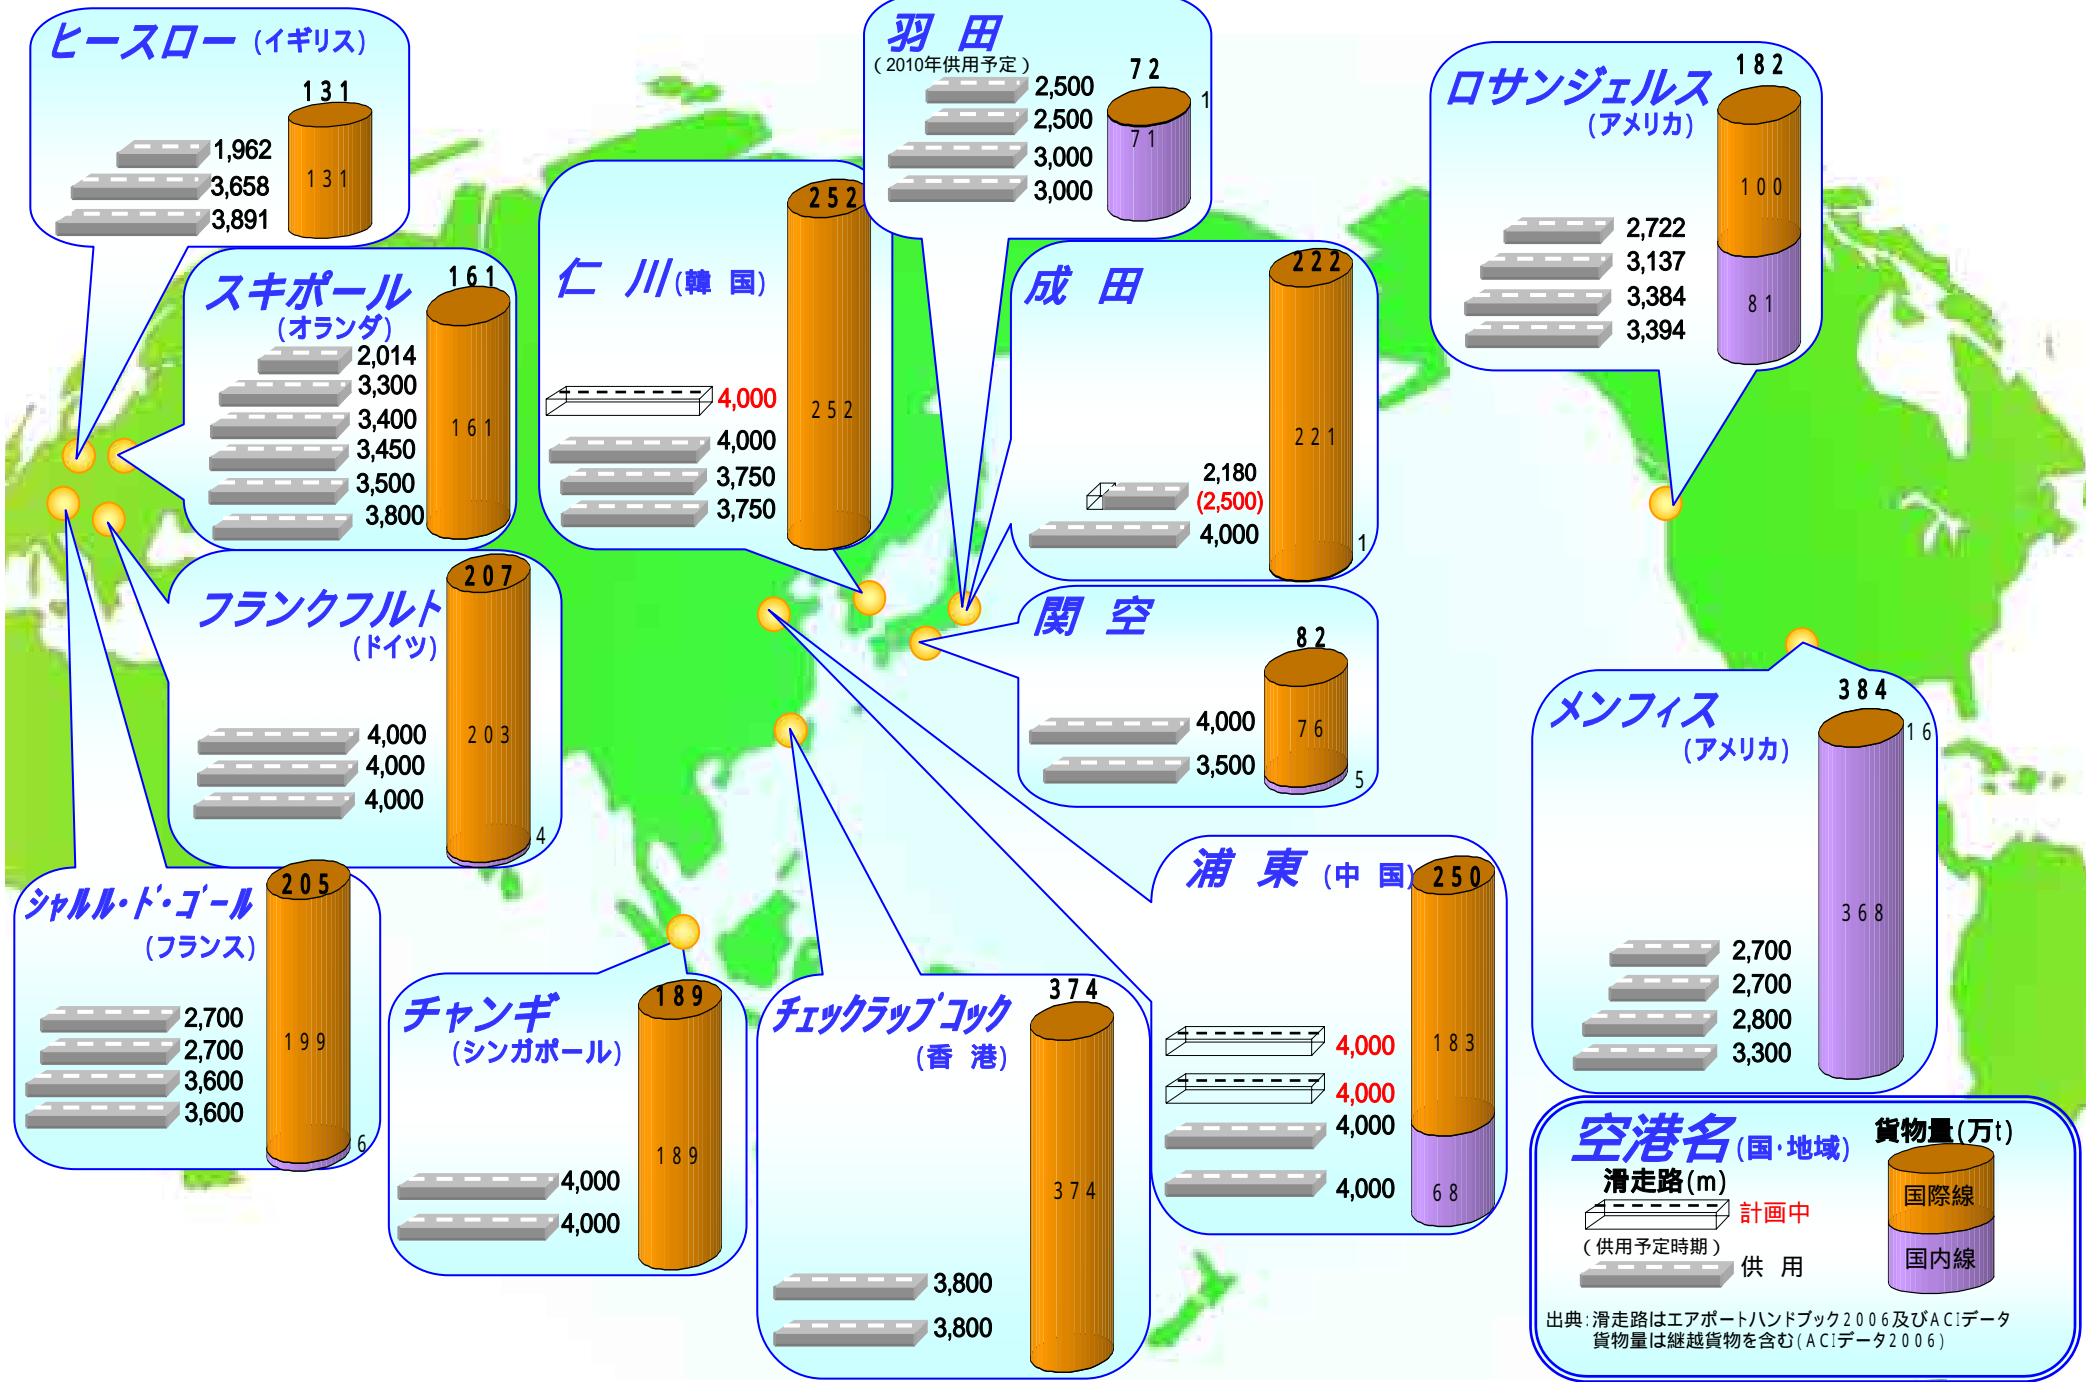 ヒースロー (イギリス)
131
1,962
3,658
3,891
131
羽 田
(2010年供用予定)
72
1
71
2,500
2,500
3,000
3,000
ロサンジェルス
(アメリカ)
182
100
81
2,722
3,137
3,384
3,394
スキポール
(オランダ)
161
161
2,014
3,300
3,400
3,450
3,500
3,800
仁 川(韓 国)
252
252
4,000
4,000
3,750
3,750
成 田
222
221
1
2,180
(2,500)
4,000
フランクフルト
(ドイツ)
207
203
4
4,000
4,000
4,000
関 空
82
76
5
4,000
3,500
メンフィス
(アメリカ)
384
16
368
2,700
2,700
2,800
3,300
シャルル・ド・ゴール
(フランス)
205
199
6
2,700
2,700
3,600
3,600
チャンギ
(シンガポール)
189
189
4,000
4,000
チェックラップコック
(香 港)
374
374
3,800
3,800
浦 東 (中 国)
250
183
68
4,000
4,000
4,000
4,000
空港名(国・地域)
貨物量(万t)
滑走路(m)
計画中
(供用予定時期)
供 用
国際線
国内線
出典:滑走路はエアポートハンドブック2006及びACIデータ
貨物量は継越貨物を含む(ACIデータ2006)